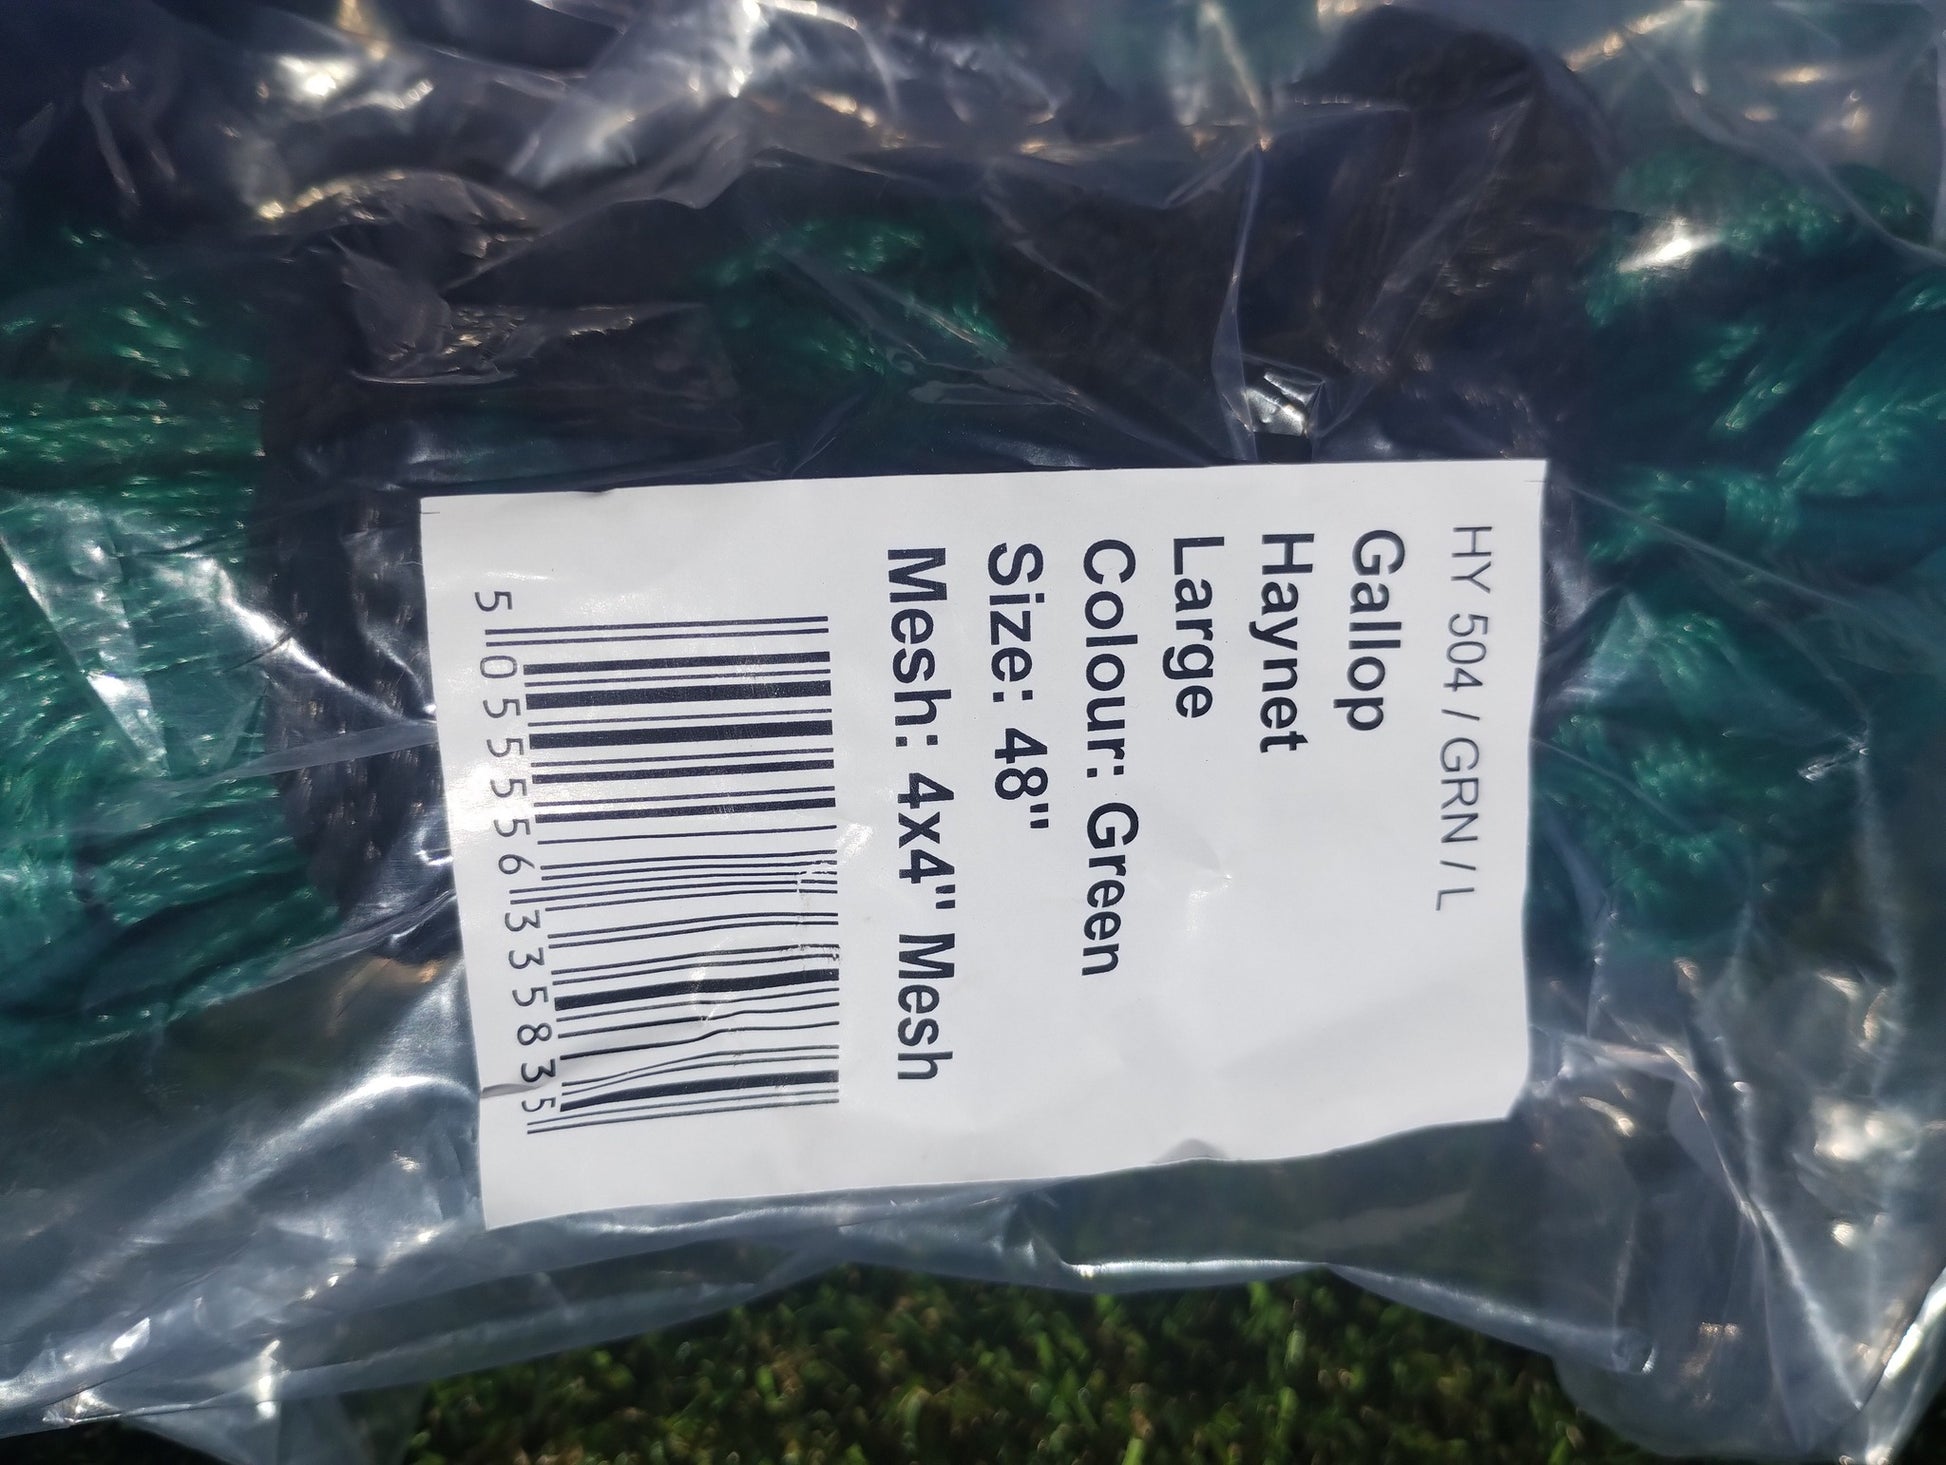 HY 504 / GRN / L
Gallop
Haynet
Large
Colour: Green
Size: 48"
Mesh: 4x4" Mesh
5 055556 335835